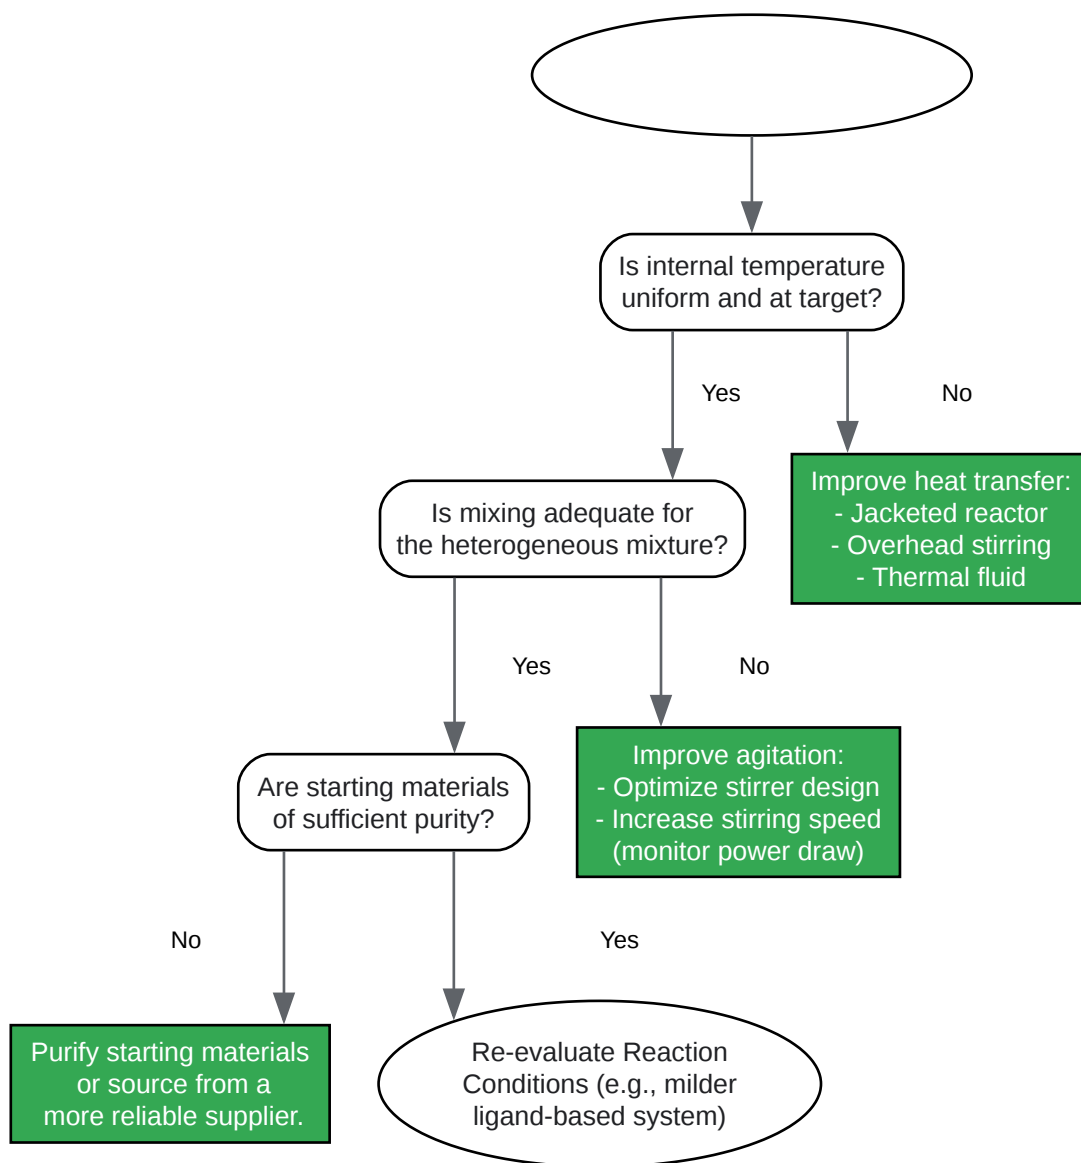 Is internal temperature
uniform and at target?
Yes
No
Improve heat transfer:
- Jacketed reactor
- Overhead stirring
- Thermal fluid
Is mixing adequate for
the heterogeneous mixture?
Yes
No
Improve agitation:
- Optimize stirrer design
- Increase stirring speed
(monitor power draw)
Are starting materials
of sufficient purity?
No
Yes
Purify starting materials
or source from a
more reliable supplier.
Re-evaluate Reaction
Conditions (e.g., milder
ligand-based system)